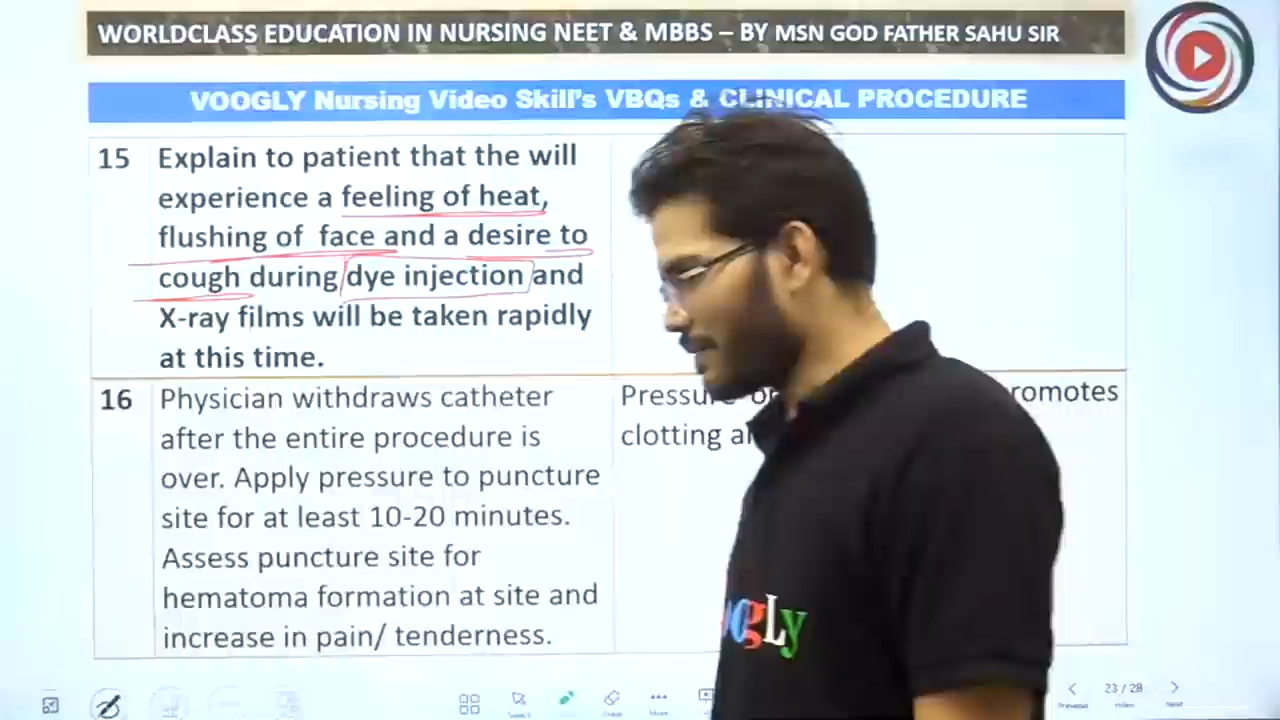 WORLDCLASS EDUCATION IN NURSING NEET & MBBS – BY MSN GOD FATHER SAHU SIR
VOOGLY Nursing Video Skill's VBQs & CLINICAL PROCEDURE
15 Explain to patient that the will
experience a feeling of heat,
flushing of face and a desire to
cough during dye injection and
X-ray films will be taken rapidly
at this time.
16 Physician withdraws catheter
after the entire procedure is
over. Apply pressure to puncture
site for at least 10-20 minutes.
Assess puncture site for
hematoma formation at site and
increase in pain/ tenderness.
Pressure
clotting
ogLy
23 / 28
Previous
Next